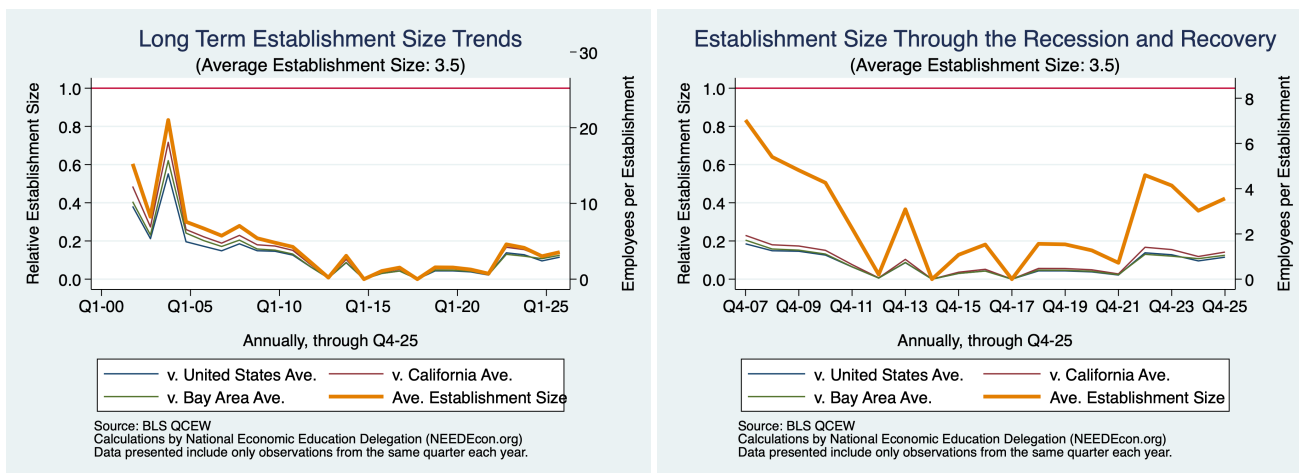 Long Term Establishment Size Trends
(Average Establishment Size: 3.5)
Relative Establishment Size
1.0
0.8
0.6
0.4
0.2
0.0
30
20
10
0
Employees per Establishment
Q1-00 Q1-05 Q1-10 Q1-15 Q1-20 Q1-25
Annually, through Q4-25
v. United States Ave. v. California Ave.
v. Bay Area Ave. Ave. Establishment Size
Source: BLS QCEW
Calculations by National Economic Education Delegation (NEEDEcon.org)
Data presented include only observations from the same quarter each year.
Establishment Size Through the Recession and Recovery
(Average Establishment Size: 3.5)
Relative Establishment Size
1.0
0.8
0.6
0.4
0.2
0.0
8
6
4
2
0
Employees per Establishment
Q4-07 Q4-09 Q4-11 Q4-13 Q4-15 Q4-17 Q4-19 Q4-21 Q4-23 Q4-25
Annually, through Q4-25
v. United States Ave. v. California Ave.
v. Bay Area Ave. Ave. Establishment Size
Source: BLS QCEW
Calculations by National Economic Education Delegation (NEEDEcon.org)
Data presented include only observations from the same quarter each year.